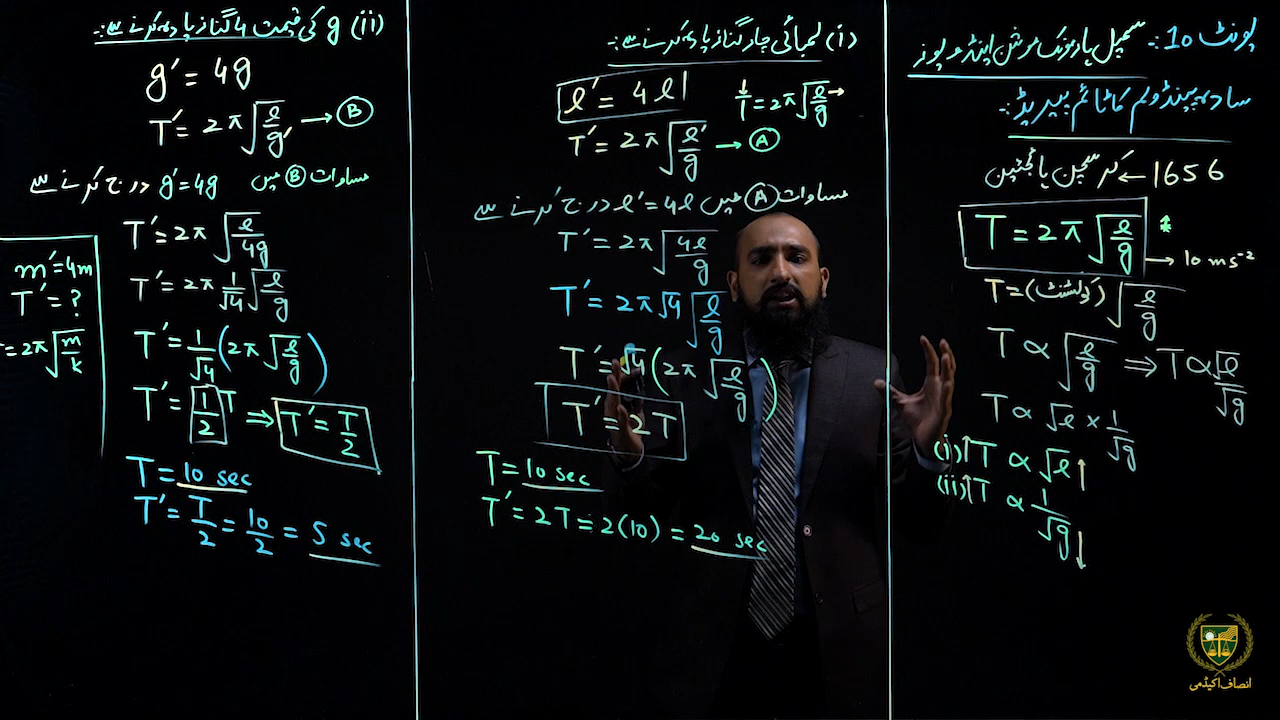 یونٹ 10:- سمپل ہارمونک موشن اینڈ ویوز
سادہ پینڈولم کا ٹائم پیریڈ:-
1656 ← کرسچین ہائجنز
T = 2π√(l/g)
→ 10 ms⁻²
T = (کونسٹنٹ) √(l/g)
T ∝ √(l/g) ⇒ T ∝ √l/√g
T ∝ √l × 1/√g
(i) ↑T ∝ √l ↑
(ii) ↑T ∝ 1/√g ↓
(i) لمبائی چار گنا زیادہ کرنے سے:-
l′ = 4l
T = 2π√(l/g) →
T′ = 2π√(l′/g) → Ⓐ
مساوات Ⓐ میں l′ = 4l درج کرنے سے
T′ = 2π√(4l/g)
T′ = 2π√4 √(l/g)
T′ = √4 (2π√(l/g))
T′ = 2T
T = 10 sec
T′ = 2T = 2(10) = 20 sec
(ii) g کی قیمت 4 گنا زیادہ کرنے سے:-
g′ = 4g
T′ = 2π√(l/g′) → Ⓑ
مساوات Ⓑ میں g′ = 4g درج کرنے سے
T′ = 2π√(l/4g)
T′ = 2π 1/√4 √(l/g)
T′ = 1/√4 (2π√(l/g))
T′ = 1/2 T ⇒ T′ = T/2
T = 10 sec
T′ = T/2 = 10/2 = 5 sec
m′ = 4m
T′ = ?
= 2π√(m/k)
انصاف اکیڈمی